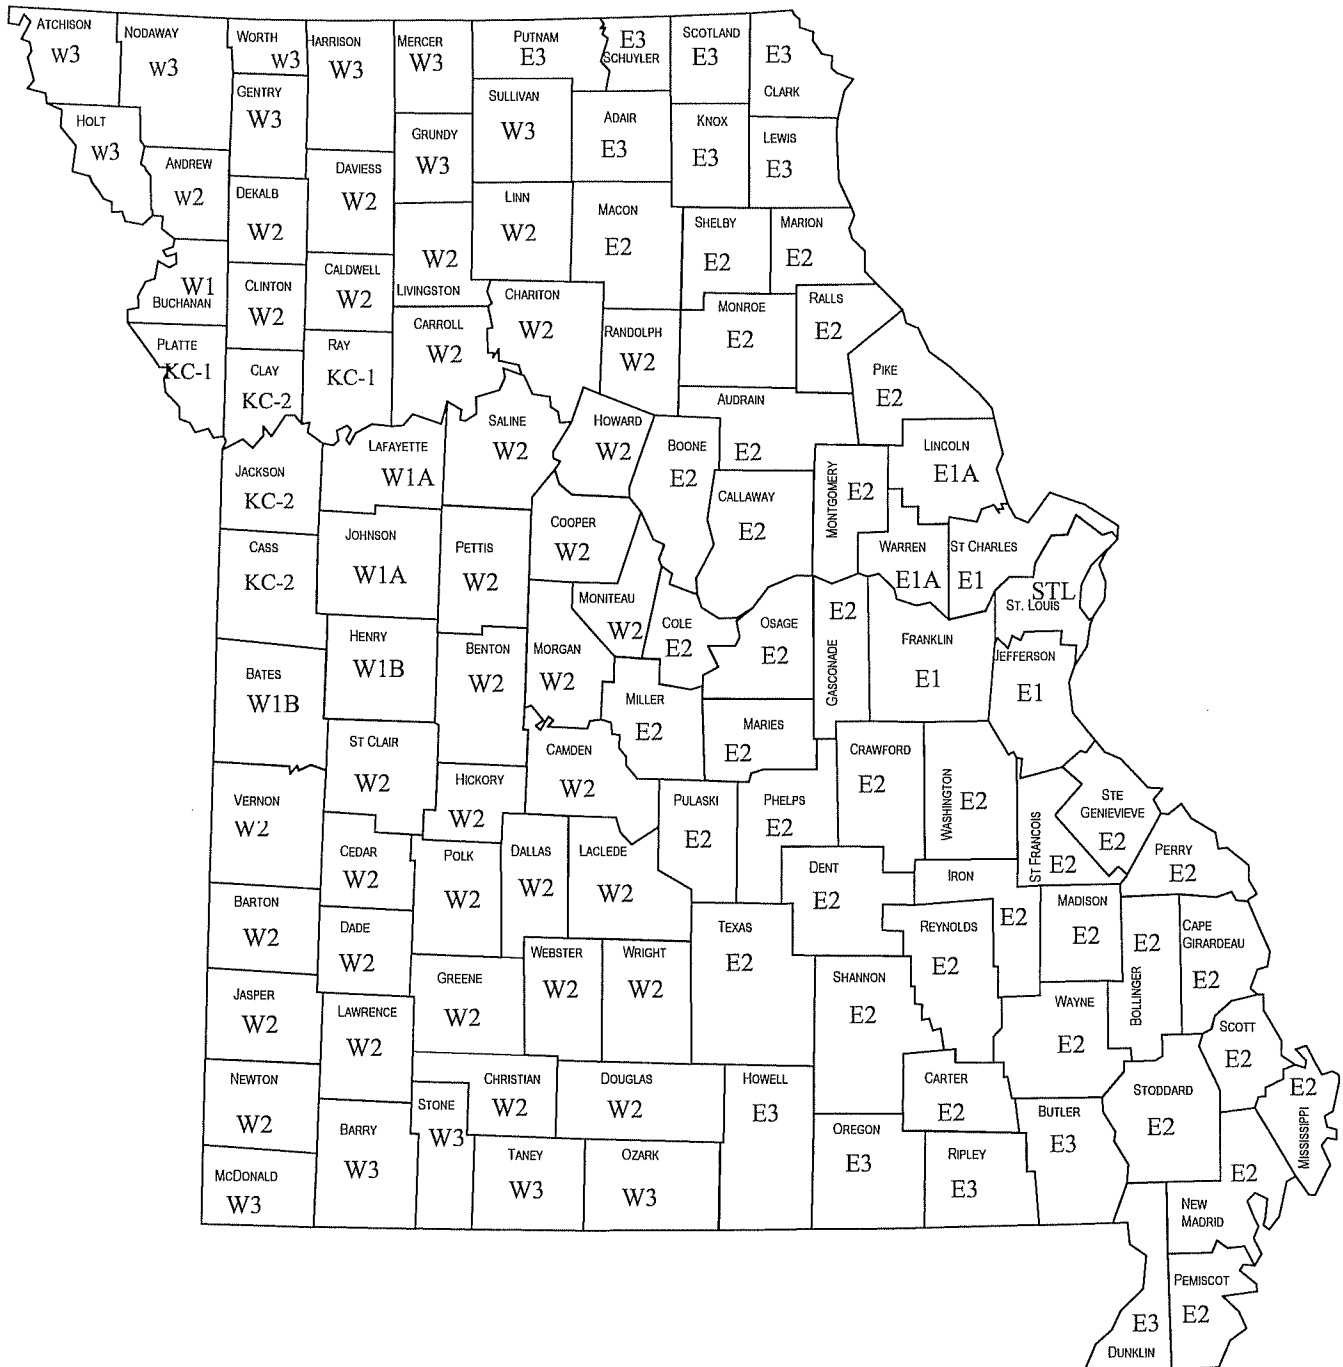 ATCHISON
W3
NODAWAY
W3
WORTH
W3
HARRISON
W3
MERCER
W3
PUTNAM
E3
E3
SCHUYLER
SCOTLAND
E3
E3
CLARK
HOLT
W3
GENTRY
W3
GRUNDY
W3
SULLIVAN
W3
ADAIR
E3
KNOX
E3
LEWIS
E3
ANDREW
W2
DEKALB
W2
DAVIESS
W2
W2
LIVINGSTON
LINN
W2
MACON
E2
SHELBY
E2
MARION
E2
W1
BUCHANAN
CLINTON
W2
CALDWELL
W2
CARROLL
W2
CHARITON
W2
RANDOLPH
W2
MONROE
E2
RALLS
E2
PIKE
E2
PLATTE
KC-1
CLAY
KC-2
RAY
KC-1
SALINE
W2
HOWARD
W2
BOONE
E2
AUDRAIN
E2
CALLAWAY
E2
MONTGOMERY
E2
LINCOLN
E1A
JACKSON
KC-2
LAFAYETTE
W1A
COOPER
W2
WARREN
E1A
ST CHARLES
E1
STL
ST. LOUIS
CASS
KC-2
JOHNSON
W1A
PETTIS
W2
MONITEAU
W2
COLE
E2
OSAGE
E2
E2
GASCONADE
FRANKLIN
E1
JEFFERSON
E1
BATES
W1B
HENRY
W1B
BENTON
W2
MORGAN
W2
MILLER
E2
MARIES
E2
CRAWFORD
E2
WASHINGTON
E2
ST FRANCOIS
E2
STE
GENEVIEVE
E2
PERRY
E2
VERNON
W2
ST CLAIR
W2
HICKORY
W2
CAMDEN
W2
PULASKI
E2
PHELPS
E2
DENT
E2
IRON
E2
MADISON
E2
E2
BOLLINGER
CAPE
GIRARDEAU
E2
BARTON
W2
CEDAR
W2
POLK
W2
DALLAS
W2
LACLEDE
W2
TEXAS
E2
REYNOLDS
E2
DADE
W2
JASPER
W2
LAWRENCE
W2
GREENE
W2
WEBSTER
W2
WRIGHT
W2
SHANNON
E2
WAYNE
E2
SCOTT
E2
NEWTON
W2
STONE
W3
CHRISTIAN
W2
DOUGLAS
W2
HOWELL
E3
CARTER
E2
BUTLER
E3
STODDARD
E2
E2
MISSISSIPPI
MCDONALD
W3
BARRY
W3
TANEY
W3
OZARK
W3
OREGON
E3
RIPLEY
E3
E2
NEW
MADRID
PEMISCOT
E2
E3
DUNKLIN